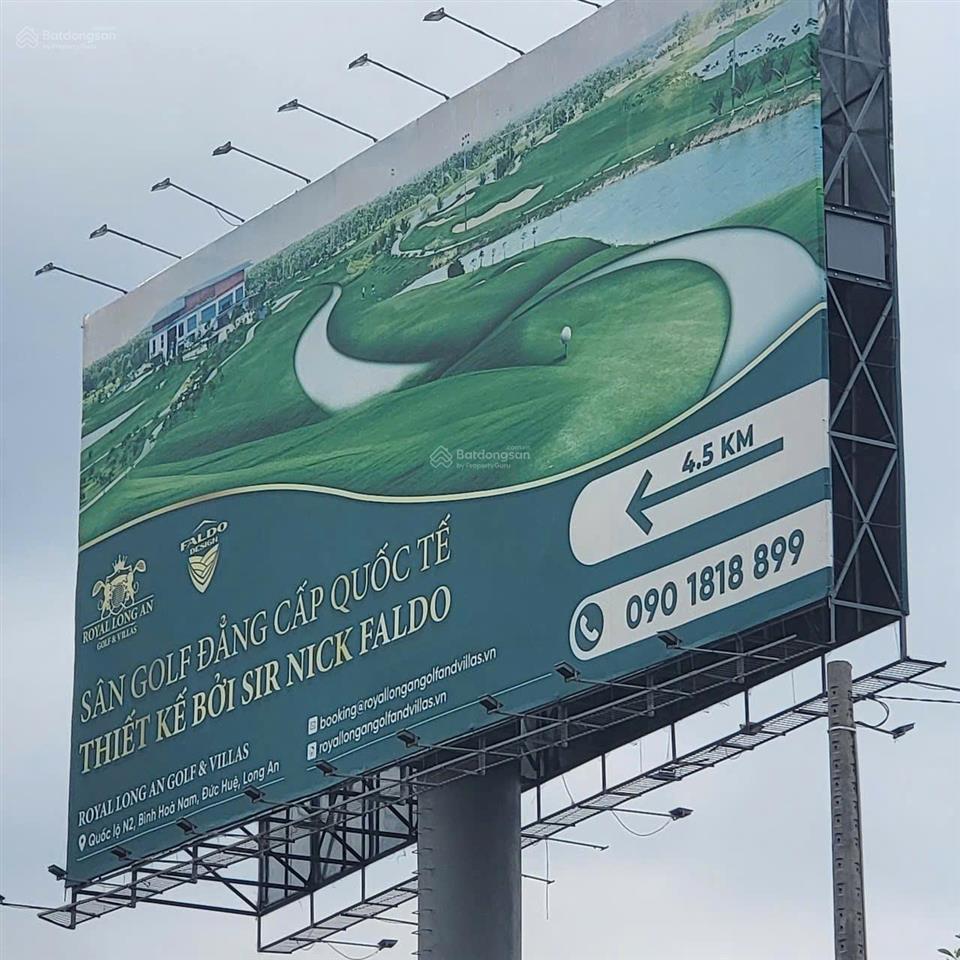 Batdongsan
by PropertyGuru
4.5 KM
090 1818 899
Batdongsan
by PropertyGuru
ROYAL LONG AN
GOLF & VILLAS
FALDO
DESIGN
SÂN GOLF ĐẲNG CẤP QUỐC TẾ
THIẾT KẾ BỞI SIR NICK FALDO
booking@royallongangolfandvillas.vn
royallongangolfandvillas.vn
ROYAL LONG AN GOLF & VILLAS
Quốc lộ N2, Bình Hoà Nam, Đức Huệ, Long An